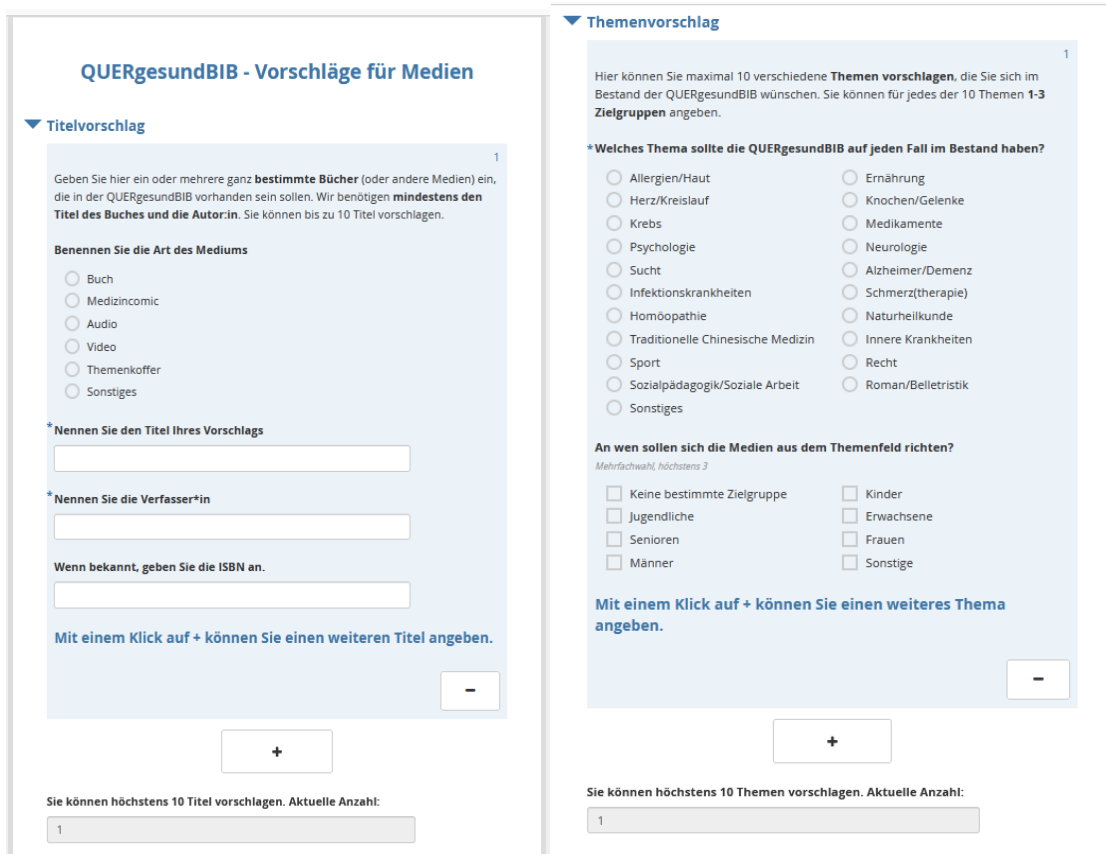 QUERgesundBIB - Vorschläge für Medien
Titelvorschlag
1
Geben Sie hier ein oder mehrere ganz bestimmte Bücher (oder andere Medien) ein,
die in der QUERgesundBIB vorhanden sein sollen. Wir benötigen mindestens den
Titel des Buches und die Autor:in. Sie können bis zu 10 Titel vorschlagen.
Benennen Sie die Art des Mediums
Buch
Medizincomic
Audio
Video
Themenkoffer
Sonstiges
*Nennen Sie den Titel Ihres Vorschlags
*Nennen Sie die Verfasser*in
Wenn bekannt, geben Sie die ISBN an.
Mit einem Klick auf + können Sie einen weiteren Titel angeben.
-
+
Sie können höchstens 10 Titel vorschlagen. Aktuelle Anzahl:
1
Themenvorschlag
1
Hier können Sie maximal 10 verschiedene Themen vorschlagen, die Sie sich im
Bestand der QUERgesundBIB wünschen. Sie können für jedes der 10 Themen 1-3
Zielgruppen angeben.
*Welches Thema sollte die QUERgesundBIB auf jeden Fall im Bestand haben?
Allergien/Haut Ernährung
Herz/Kreislauf Knochen/Gelenke
Krebs Medikamente
Psychologie Neurologie
Sucht Alzheimer/Demenz
Infektionskrankheiten Schmerz(therapie)
Homöopathie Naturheilkunde
Traditionelle Chinesische Medizin Innere Krankheiten
Sport Recht
Sozialpädagogik/Soziale Arbeit Roman/Belletristik
Sonstiges
An wen sollen sich die Medien aus dem Themenfeld richten?
Mehrfachwahl, höchstens 3
Keine bestimmte Zielgruppe Kinder
Jugendliche Erwachsene
Senioren Frauen
Männer Sonstige
Mit einem Klick auf + können Sie einen weiteres Thema
angeben.
-
+
Sie können höchstens 10 Themen vorschlagen. Aktuelle Anzahl:
1